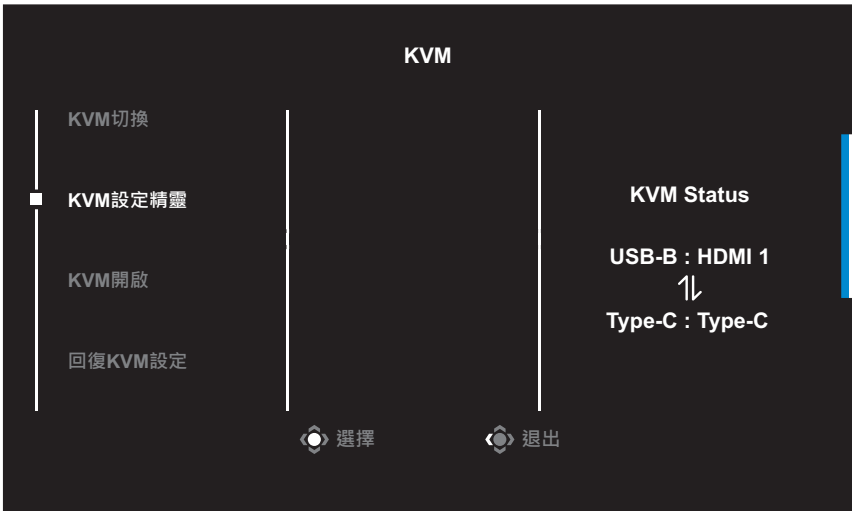 KVM
KVM切換
KVM設定精靈
KVM開啟
回復KVM設定
KVM Status
USB-B : HDMI 1
Type-C : Type-C
選擇
退出